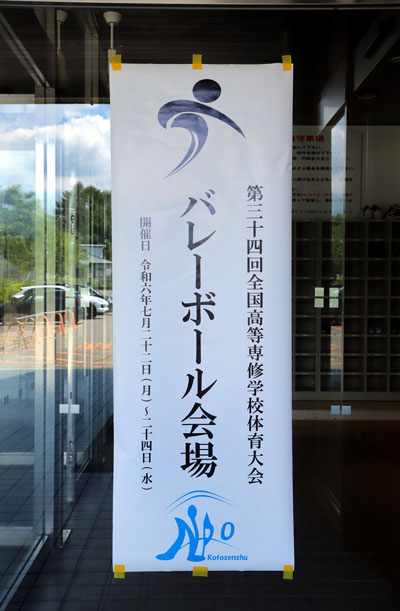 第三十四回全国高等専修学校体育大会
バレーボール会場
開催日 令和六年七月二十二日(月)~二十四日(水)
Kotosenshu